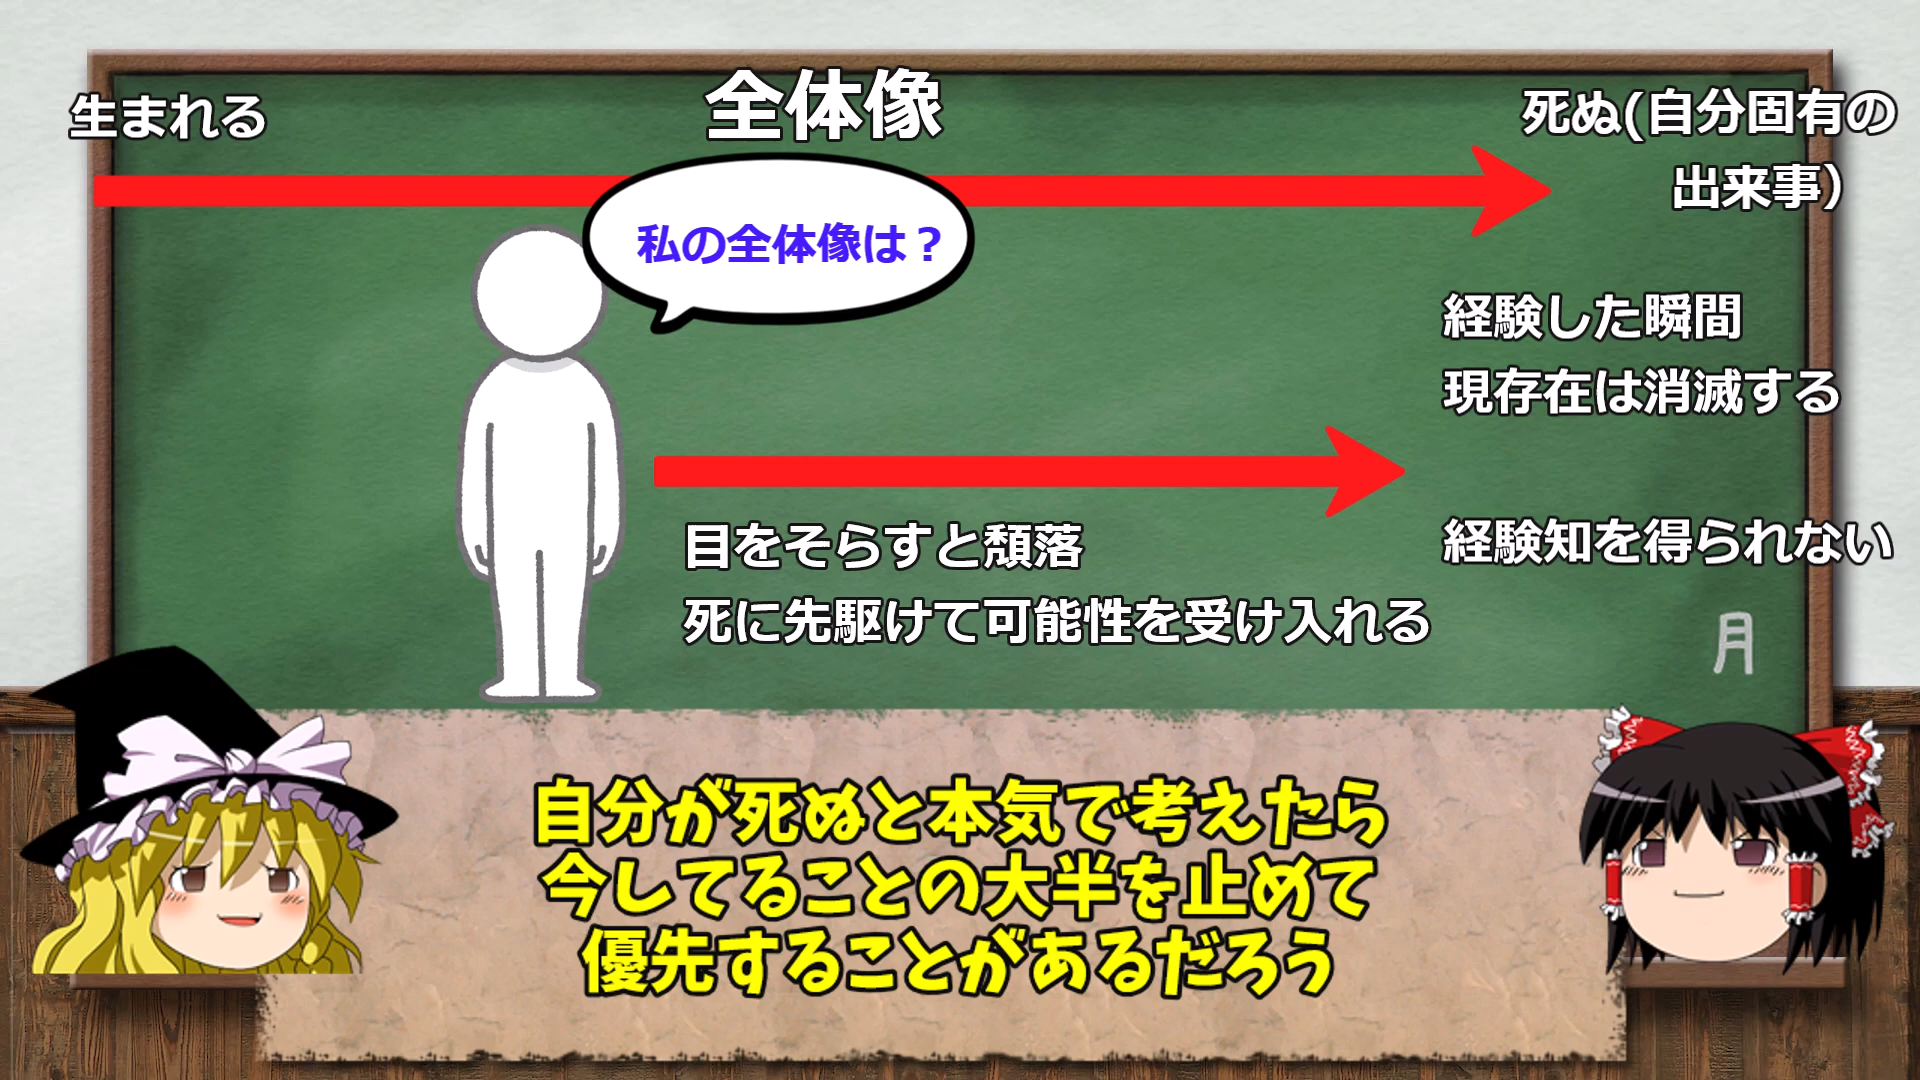 全体像
生まれる
死ぬ(自分固有の
出来事)
私の全体像は？
経験した瞬間
現存在は消滅する
目をそらすと頽落
死に先駆けて可能性を受け入れる
経験知を得られない
月
自分が死ぬと本気で考えたら
今してることの大半を止めて
優先することがあるだろう